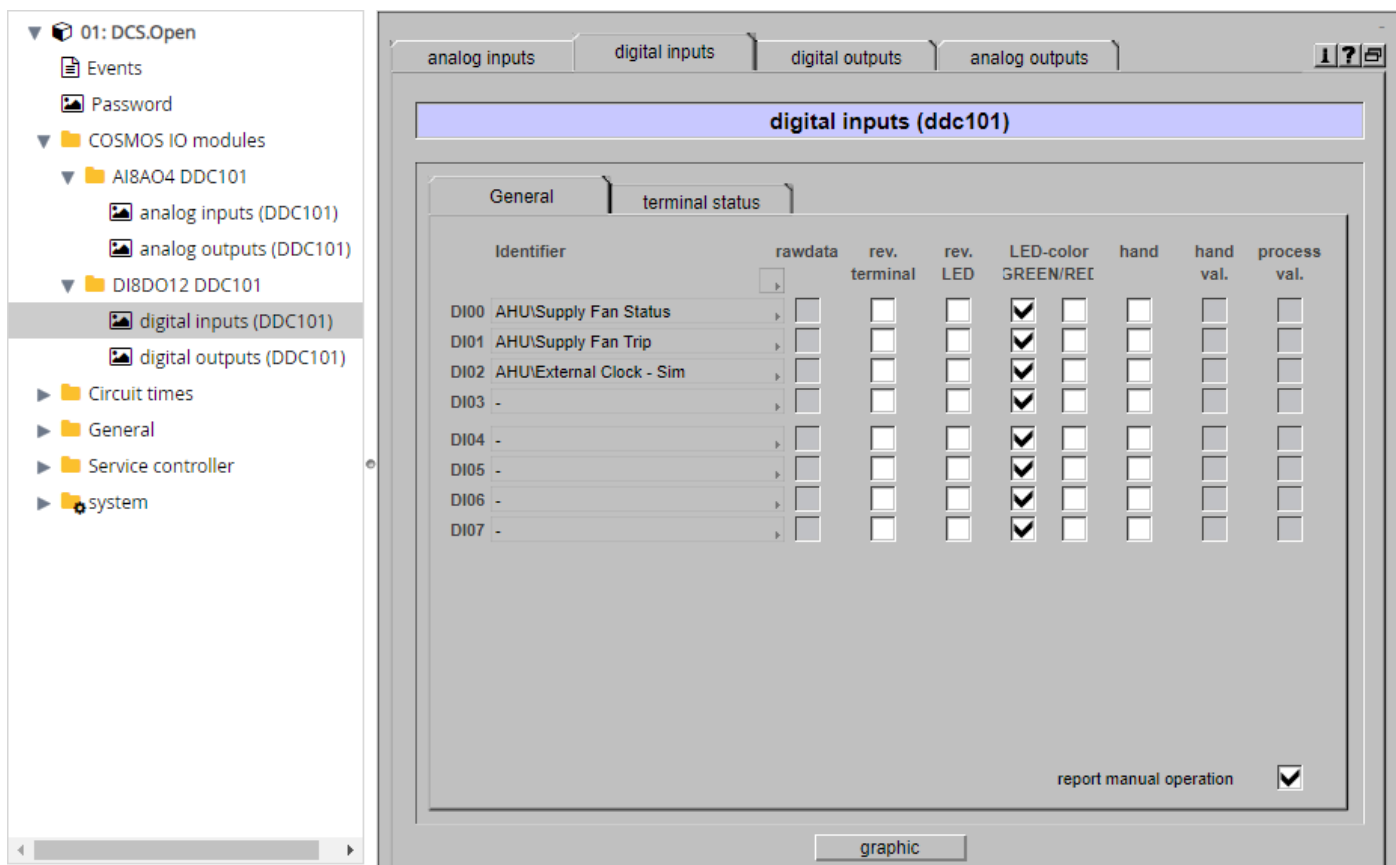 01: DCS.Open
Events
Password
COSMOS IO modules
AI8AO4 DDC101
analog inputs (DDC101)
analog outputs (DDC101)
DI8DO12 DDC101
digital inputs (DDC101)
digital outputs (DDC101)
Circuit times
General
Service controller
system
analog inputs digital inputs digital outputs analog outputs
digital inputs (ddc101)
General terminal status
Identifier rawdata rev. rev. LED-color hand hand process
terminal LED GREEN/RED val. val.
DI00 AHU\Supply Fan Status
DI01 AHU\Supply Fan Trip
DI02 AHU\External Clock - Sim
DI03 -
DI04 -
DI05 -
DI06 -
DI07 -
report manual operation
graphic